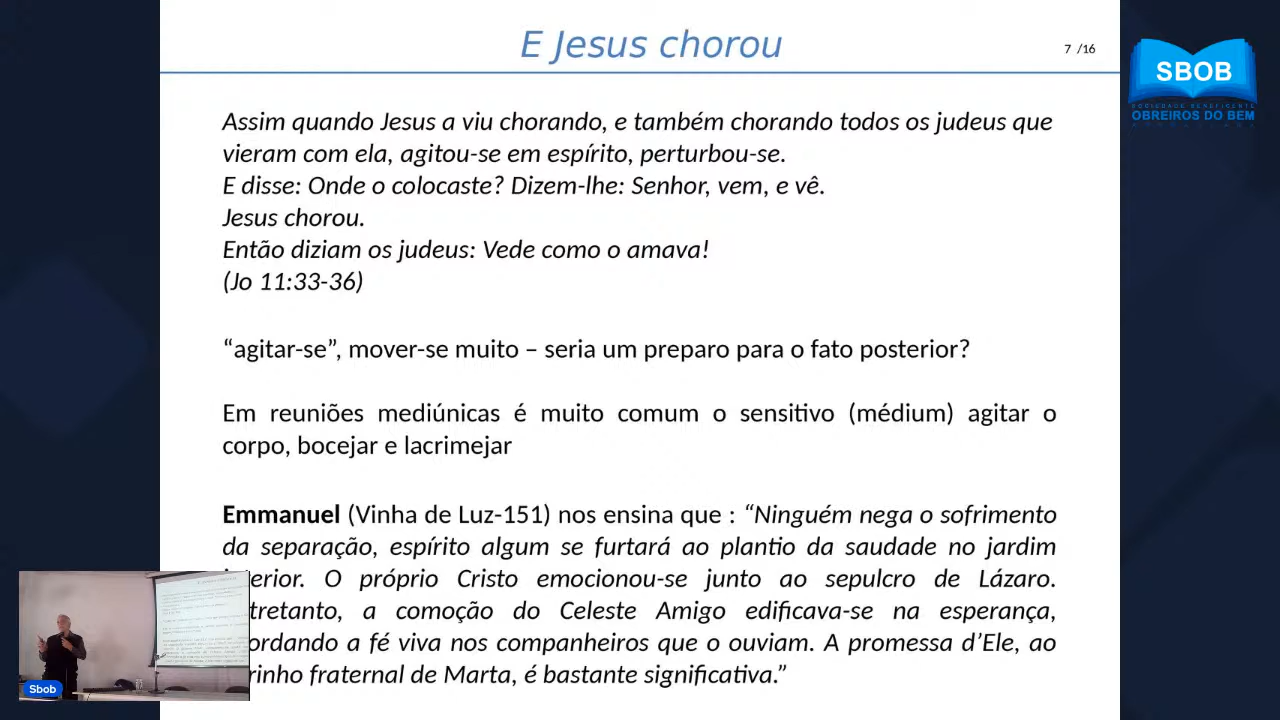 E Jesus chorou
7 /16
SBOB
SOCIEDADE BENEFICENTE
OBREIROS DO BEM
Assim quando Jesus a viu chorando, e também chorando todos os judeus que
vieram com ela, agitou-se em espírito, perturbou-se.
E disse: Onde o colocaste? Dizem-lhe: Senhor, vem, e vê.
Jesus chorou.
Então diziam os judeus: Vede como o amava!
(Jo 11:33-36)
“agitar-se”, mover-se muito – seria um preparo para o fato posterior?
Em reuniões mediúnicas é muito comum o sensitivo (médium) agitar o
corpo, bocejar e lacrimejar
Emmanuel (Vinha de Luz-151) nos ensina que : “Ninguém nega o sofrimento
da separação, espírito algum se furtará ao plantio da saudade no jardim
O próprio Cristo emocionou-se junto ao sepulcro de Lázaro.
a comoção do Celeste Amigo edificava-se na esperança,
a fé viva nos companheiros que o ouviam. A promessa d’Ele, ao
fraternal de Marta, é bastante significativa.”
Sbob